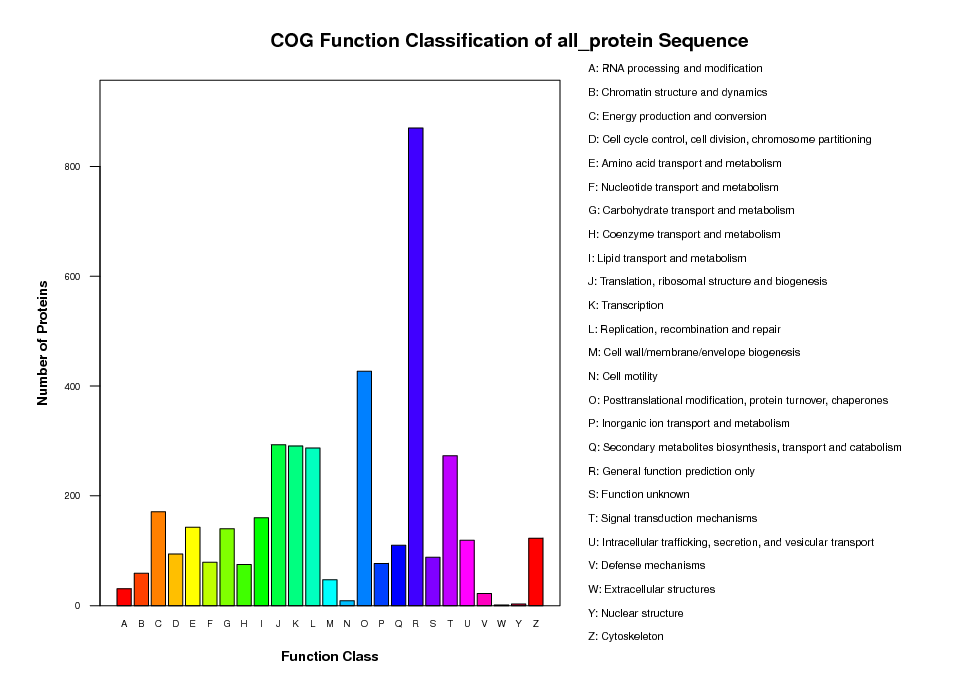 COG Function Classification of all_protein Sequence
A: RNA processing and modification
B: Chromatin structure and dynamics
C: Energy production and conversion
D: Cell cycle control, cell division, chromosome partitioning
E: Amino acid transport and metabolism
F: Nucleotide transport and metabolism
G: Carbohydrate transport and metabolism
H: Coenzyme transport and metabolism
I: Lipid transport and metabolism
J: Translation, ribosomal structure and biogenesis
K: Transcription
L: Replication, recombination and repair
M: Cell wall/membrane/envelope biogenesis
N: Cell motility
O: Posttranslational modification, protein turnover, chaperones
P: Inorganic ion transport and metabolism
Q: Secondary metabolites biosynthesis, transport and catabolism
R: General function prediction only
S: Function unknown
T: Signal transduction mechanisms
U: Intracellular trafficking, secretion, and vesicular transport
V: Defense mechanisms
W: Extracellular structures
Y: Nuclear structure
Z: Cytoskeleton
Number of Proteins
800
600
400
200
0
A B C D E F G H I J K L M N O P Q R S T U V W Y Z
Function Class